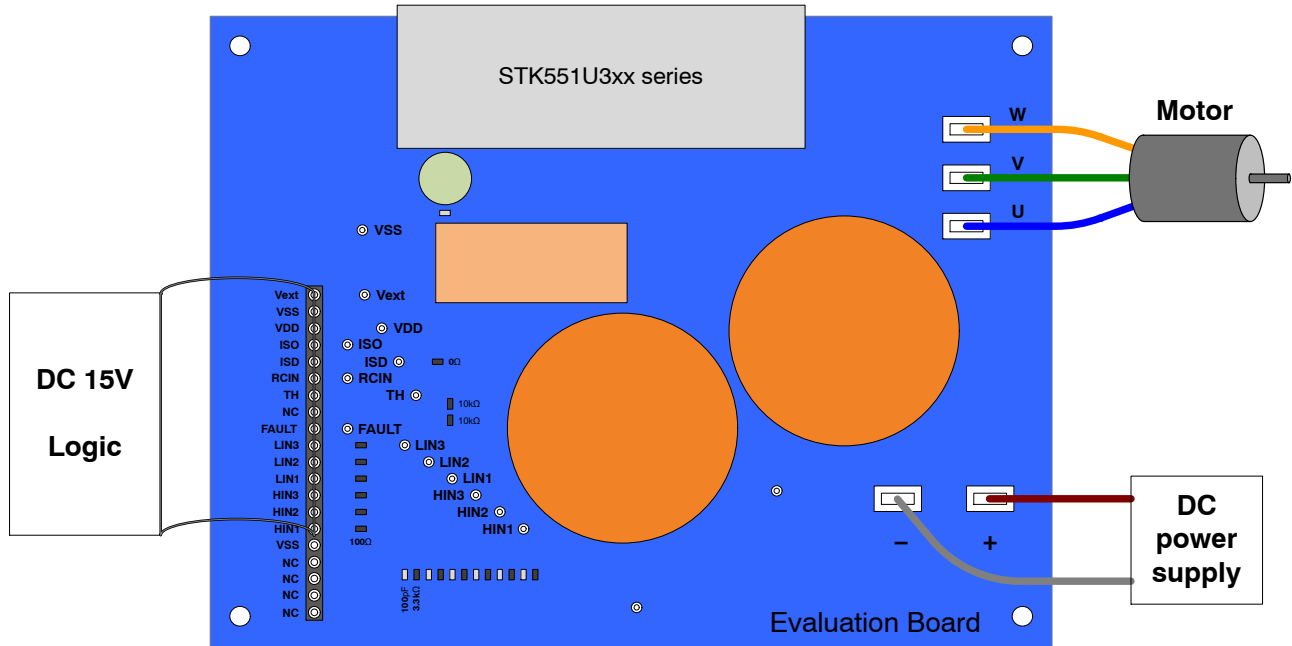 STK551U3xx series
Motor
W
V
U
VSS
DC 15V
Logic
Vext
VSS
VDD
ISO
ISD
RCIN
TH
NC
FAULT
LIN3
LIN2
LIN1
HIN3
HIN2
HIN1
VSS
NC
NC
NC
NC
Vext
VDD
ISO
ISD
0Ω
RCIN
TH
10kΩ
10kΩ
FAULT
LIN3
LIN2
LIN1
HIN3
HIN2
HIN1
100Ω
100pF
3.3kΩ
− +
DC
power
supply
Evaluation Board